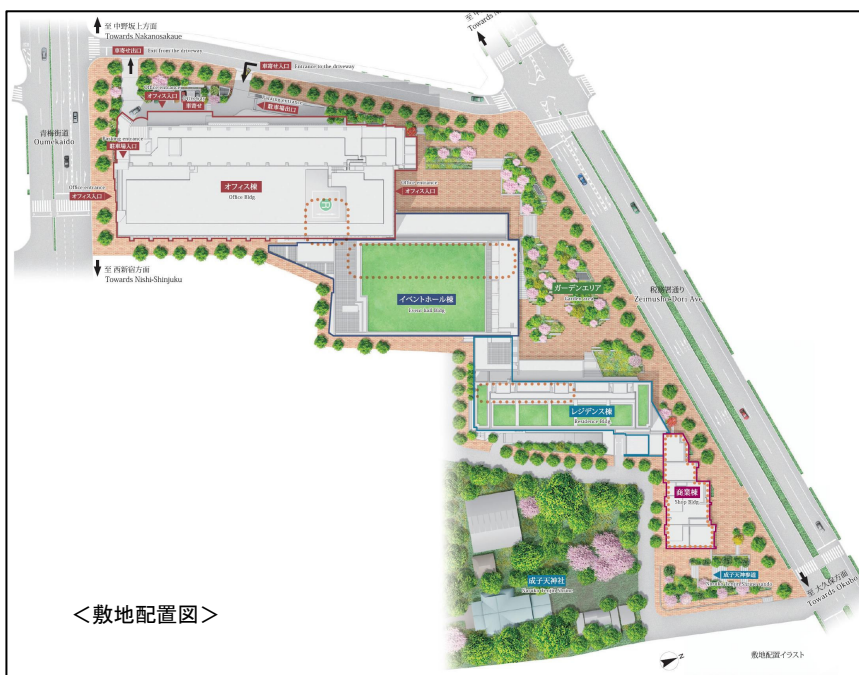 至 中野坂上方面
Towards Nakanosakaue
車寄せ出口 Exit from the driveway
車寄せ入口 Entrance to the driveway
Office entrance
オフィス入口
車寄せ
駐車場出口
青梅街道
Oumekaido
Parking entrance
駐車場入口
Office entrance
オフィス入口
オフィス棟
Office Bldg
Office entrance
オフィス入口
至 西新宿方面
Towards Nishi-Shinjuku
イベントホール棟
Event Hall Bldg
ガーデンエリア
Garden Area
税務署通り
Zeimusho-Dori Ave.
レジデンス棟
Residence Bldg
商業棟
Shop Bldg
成子天神社
Naruko Tenjin Shrine
成子天神参道
至 大久保方面
Towards Okubo
<敷地配置図>
N
敷地配置イラスト